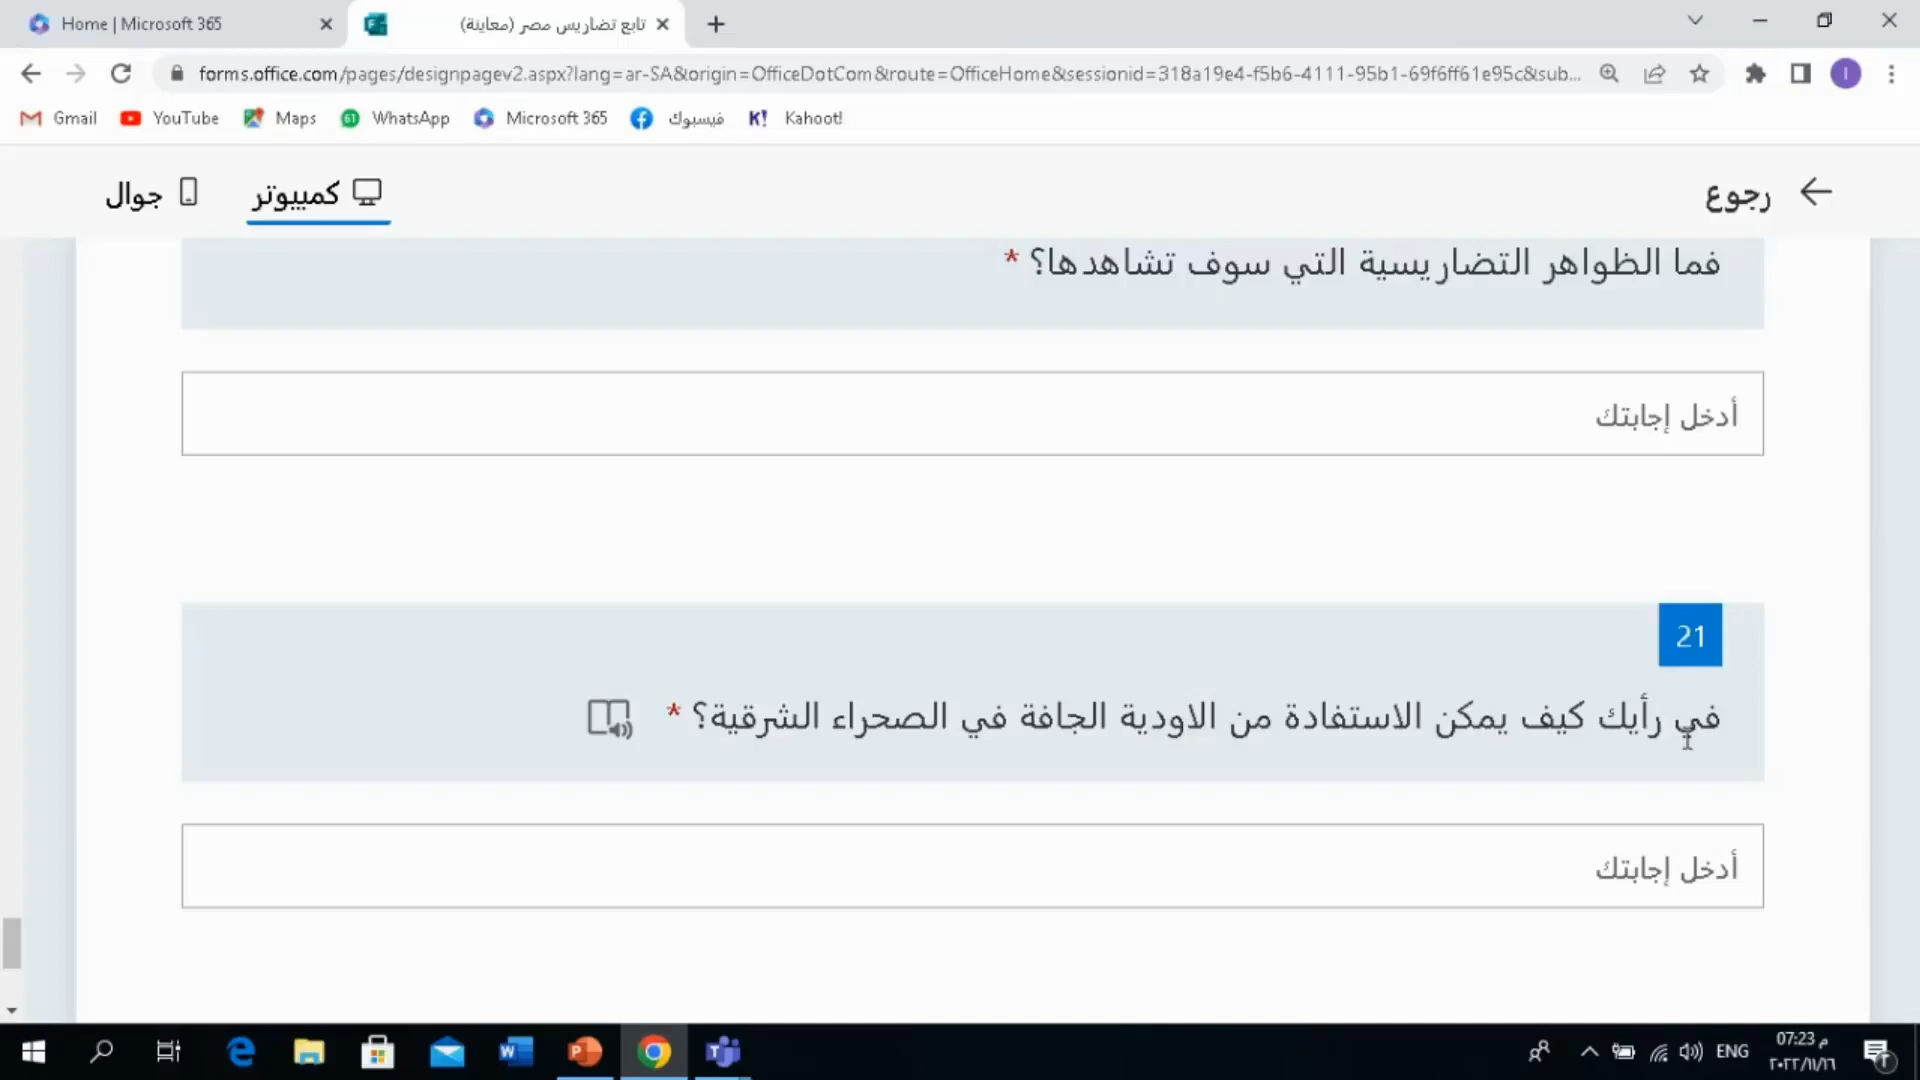 Home | Microsoft 365
تابع تضاريس مصر (معاينة)
forms.office.com/pages/designpagev2.aspx?lang=ar-SA&origin=OfficeDotCom&route=OfficeHome&sessionid=318a19e4-f5b6-4111-95b1-69f6ff61e95c&sub...
Gmail
YouTube
Maps
WhatsApp
Microsoft 365
فيسبوك
Kahoot!
رجوع
كمبيوتر
جوال
فما الظواهر التضاريسية التي سوف تشاهدها؟ *
أدخل إجابتك
21
في رأيك كيف يمكن الاستفادة من الاودية الجافة في الصحراء الشرقية؟ *
أدخل إجابتك
ENG
07:23 م
٢٠٢٢/١١/١٦